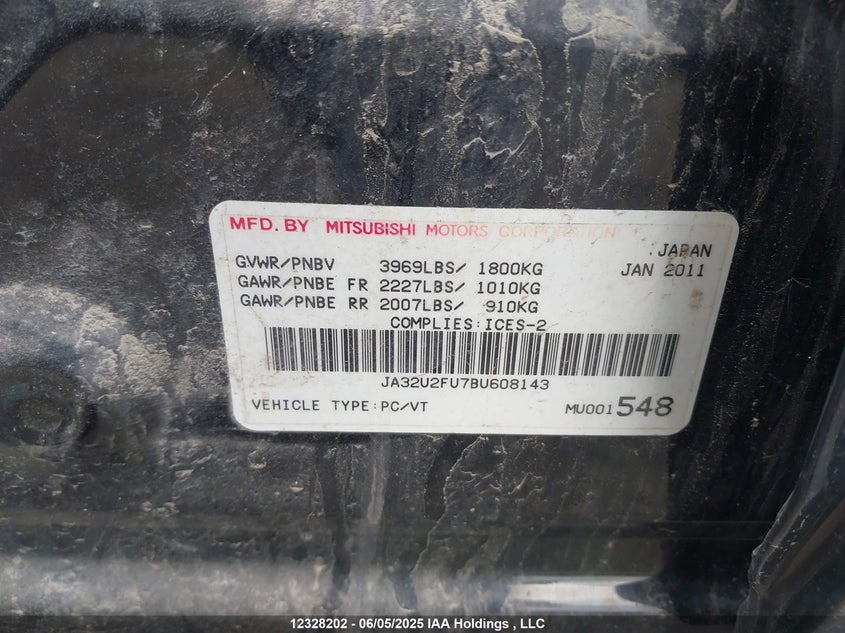 MFD. BY MITSUBISHI MOTORS CORPORATION
JAPAN
GVWR/PNBV 3969LBS/ 1800KG JAN 2011
GAWR/PNBE FR 2227LBS/ 1010KG
GAWR/PNBE RR 2007LBS/ 910KG
COMPLIES:ICES-2
JA32U2FU7BU608143
VEHICLE TYPE:PC/VT MU001548
12328202 - 06/05/2025 IAA Holdings , LLC